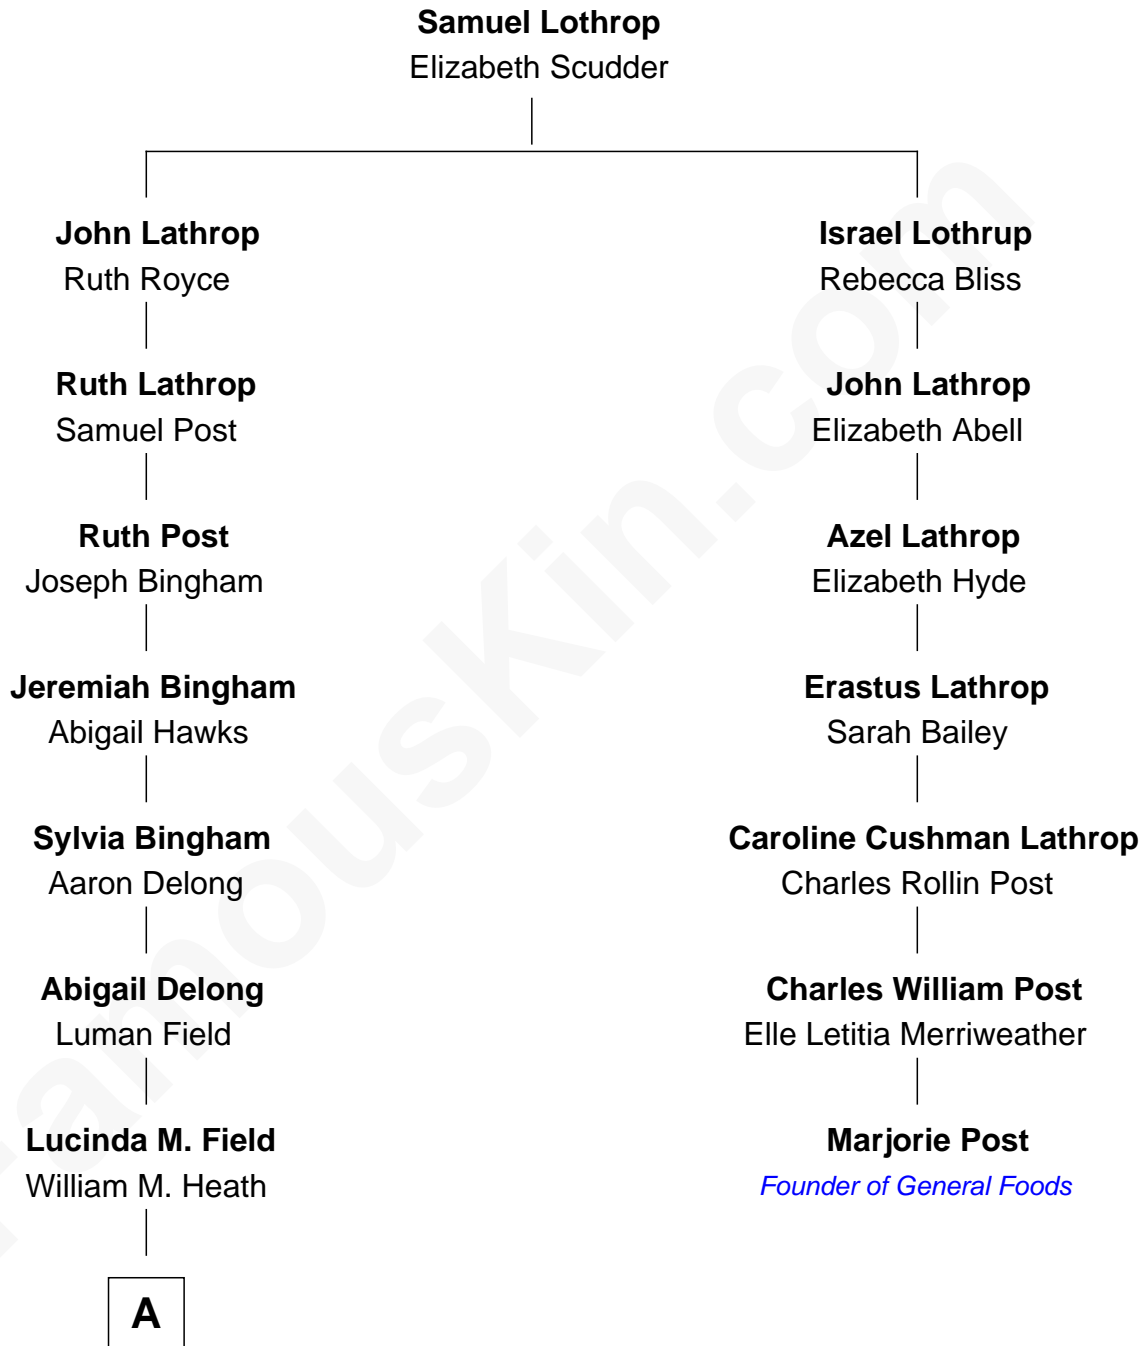 Samuel Lothrop
Elizabeth Scudder
John Lathrop
Ruth Royce
Ruth Lathrop
Samuel Post
Ruth Post
Joseph Bingham
Jeremiah Bingham
Abigail Hawks
Sylvia Bingham
Aaron Delong
Abigail Delong
Luman Field
Lucinda M. Field
William M. Heath
A
Israel Lothrup
Rebecca Bliss
John Lathrop
Elizabeth Abell
Azel Lathrop
Elizabeth Hyde
Erastus Lathrop
Sarah Bailey
Caroline Cushman Lathrop
Charles Rollin Post
Charles William Post
Elle Letitia Merriweather
Marjorie Post
Founder of General Foods
FamousKin.com